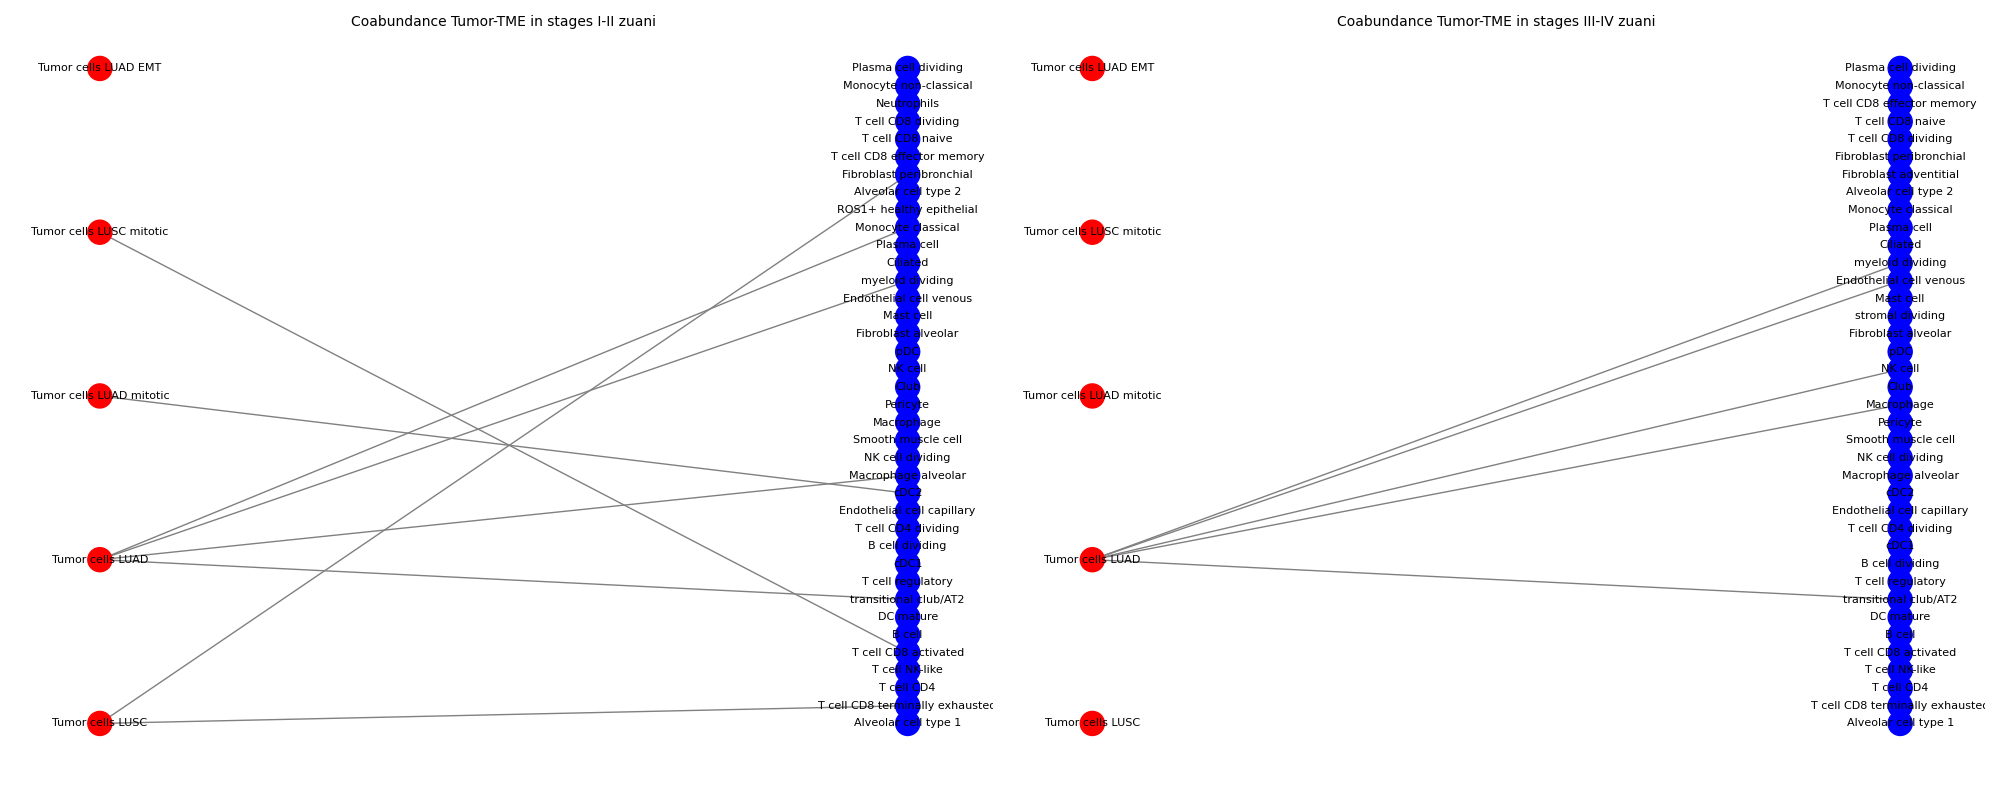 Coabundance Tumor-TME in stages I-II zuani
Tumor cells LUAD EMT
Tumor cells LUSC mitotic
Tumor cells LUAD mitotic
Tumor cells LUAD
Tumor cells LUSC
Plasma cell dividing
Monocyte non-classical
Neutrophils
T cell CD8 dividing
T cell CD8 naive
T cell CD8 effector memory
Fibroblast peribronchial
Alveolar cell type 2
ROS1+ healthy epithelial
Monocyte classical
Plasma cell
Ciliated
myeloid dividing
Endothelial cell venous
Mast cell
Fibroblast alveolar
pDC
NK cell
Club
Pericyte
Macrophage
Smooth muscle cell
NK cell dividing
Macrophage alveolar
cDC2
Endothelial cell capillary
T cell CD4 dividing
B cell dividing
cDC1
T cell regulatory
transitional club/AT2
DC mature
B cell
T cell CD8 activated
T cell NK-like
T cell CD4
T cell CD8 terminally exhausted
Alveolar cell type 1
Coabundance Tumor-TME in stages III-IV zuani
Tumor cells LUAD EMT
Tumor cells LUSC mitotic
Tumor cells LUAD mitotic
Tumor cells LUAD
Tumor cells LUSC
Plasma cell dividing
Monocyte non-classical
T cell CD8 effector memory
T cell CD8 naive
T cell CD8 dividing
Fibroblast peribronchial
Fibroblast adventitial
Alveolar cell type 2
Monocyte classical
Plasma cell
Ciliated
myeloid dividing
Endothelial cell venous
Mast cell
stromal dividing
Fibroblast alveolar
pDC
NK cell
Club
Macrophage
Pericyte
Smooth muscle cell
NK cell dividing
Macrophage alveolar
cDC2
Endothelial cell capillary
T cell CD4 dividing
cDC1
B cell dividing
T cell regulatory
transitional club/AT2
DC mature
B cell
T cell CD8 activated
T cell NK-like
T cell CD4
T cell CD8 terminally exhausted
Alveolar cell type 1